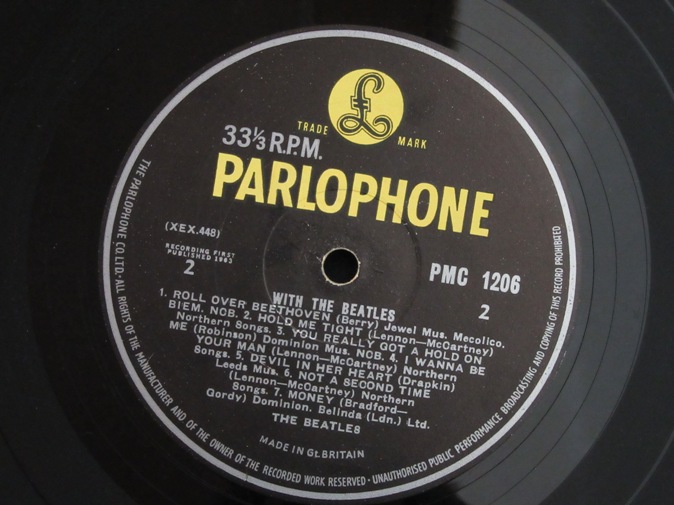 £
TRADE MARK
33⅓ R.P.M.
PARLOPHONE
(XEX.448)
RECORDING FIRST
PUBLISHED 1963
2
PMC 1206
2
WITH THE BEATLES
1. ROLL OVER BEETHOVEN (Berry) Jewel Mus. Mecolico.
BIEM. NOB. 2. HOLD ME TIGHT (Lennon—McCartney)
Northern Songs. 3. YOU REALLY GOT A HOLD ON
ME (Robinson) Dominion Mus. NOB. 4. I WANNA BE
YOUR MAN (Lennon—McCartney) Northern
Songs. 5. DEVIL IN HER HEART (Drapkin)
Leeds Mus. 6. NOT A SECOND TIME
(Lennon—McCartney) Northern
Songs. 7. MONEY (Bradford—
Gordy) Dominion. Belinda (Ldn.) Ltd.
THE BEATLES
MADE IN Gt. BRITAIN
THE PARLOPHONE CO. LTD.-ALL RIGHTS OF THE MANUFACTURER AND OF THE OWNER OF THE RECORDED WORK RESERVED - UNAUTHORISED PUBLIC PERFORMANCE BROADCASTING AND COPYING OF THIS RECORD PROHIBITED